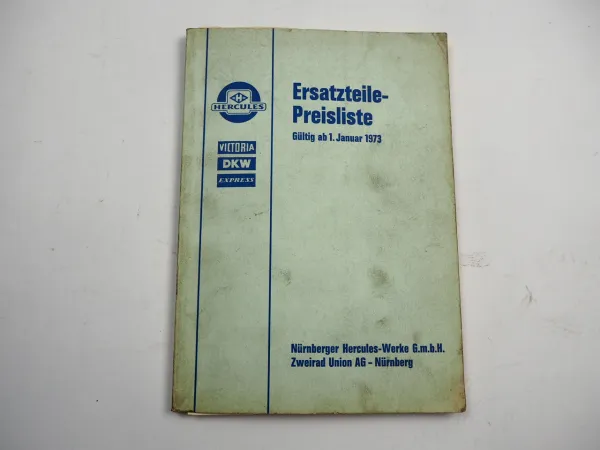 H
HERCULES
VICTORIA
DKW
EXPRESS
Ersatzteile-
Preisliste
Gültig ab 1. Januar 1973
Nürnberger Hercules-Werke G.m.b.H.
Zweirad Union AG - Nürnberg